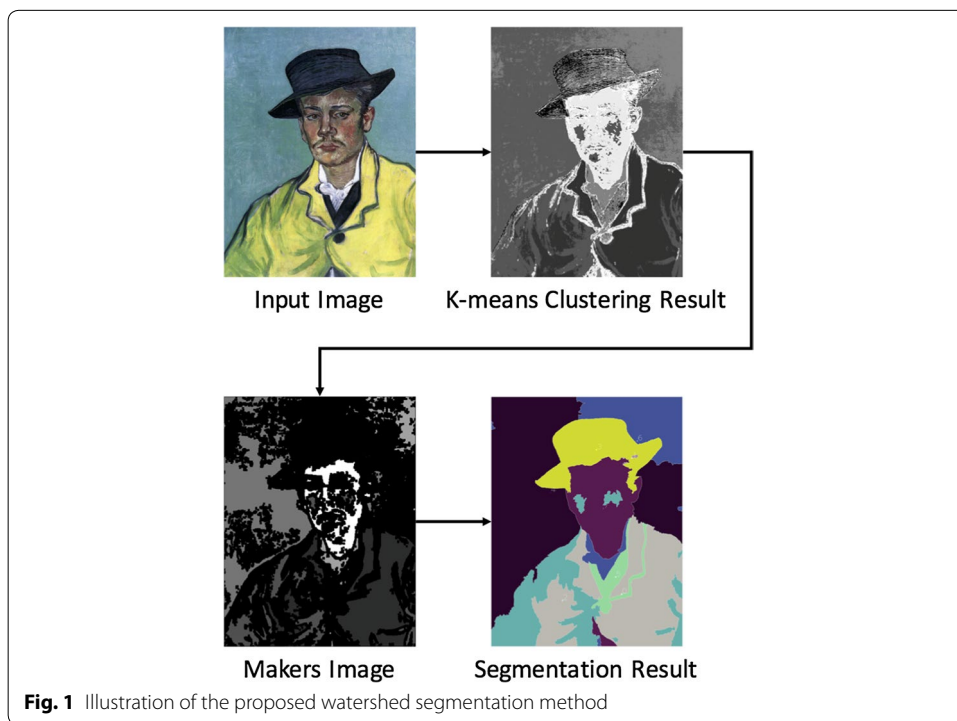 Input Image
K-means Clustering Result
Makers Image
Segmentation Result
Fig. 1 Illustration of the proposed watershed segmentation method